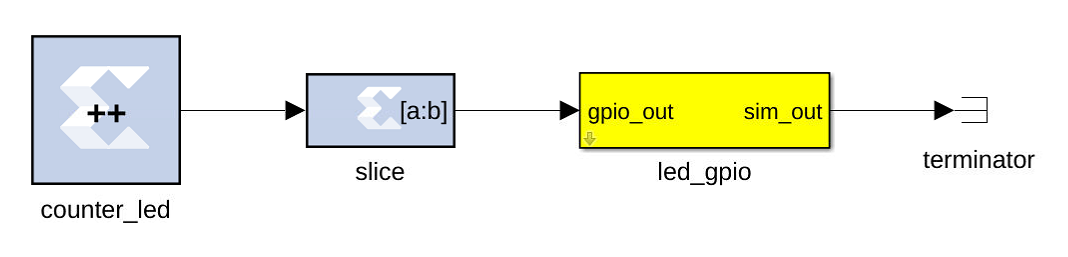 ++
[a:b]
gpio_out
sim_out
counter_led
slice
led_gpio
terminator